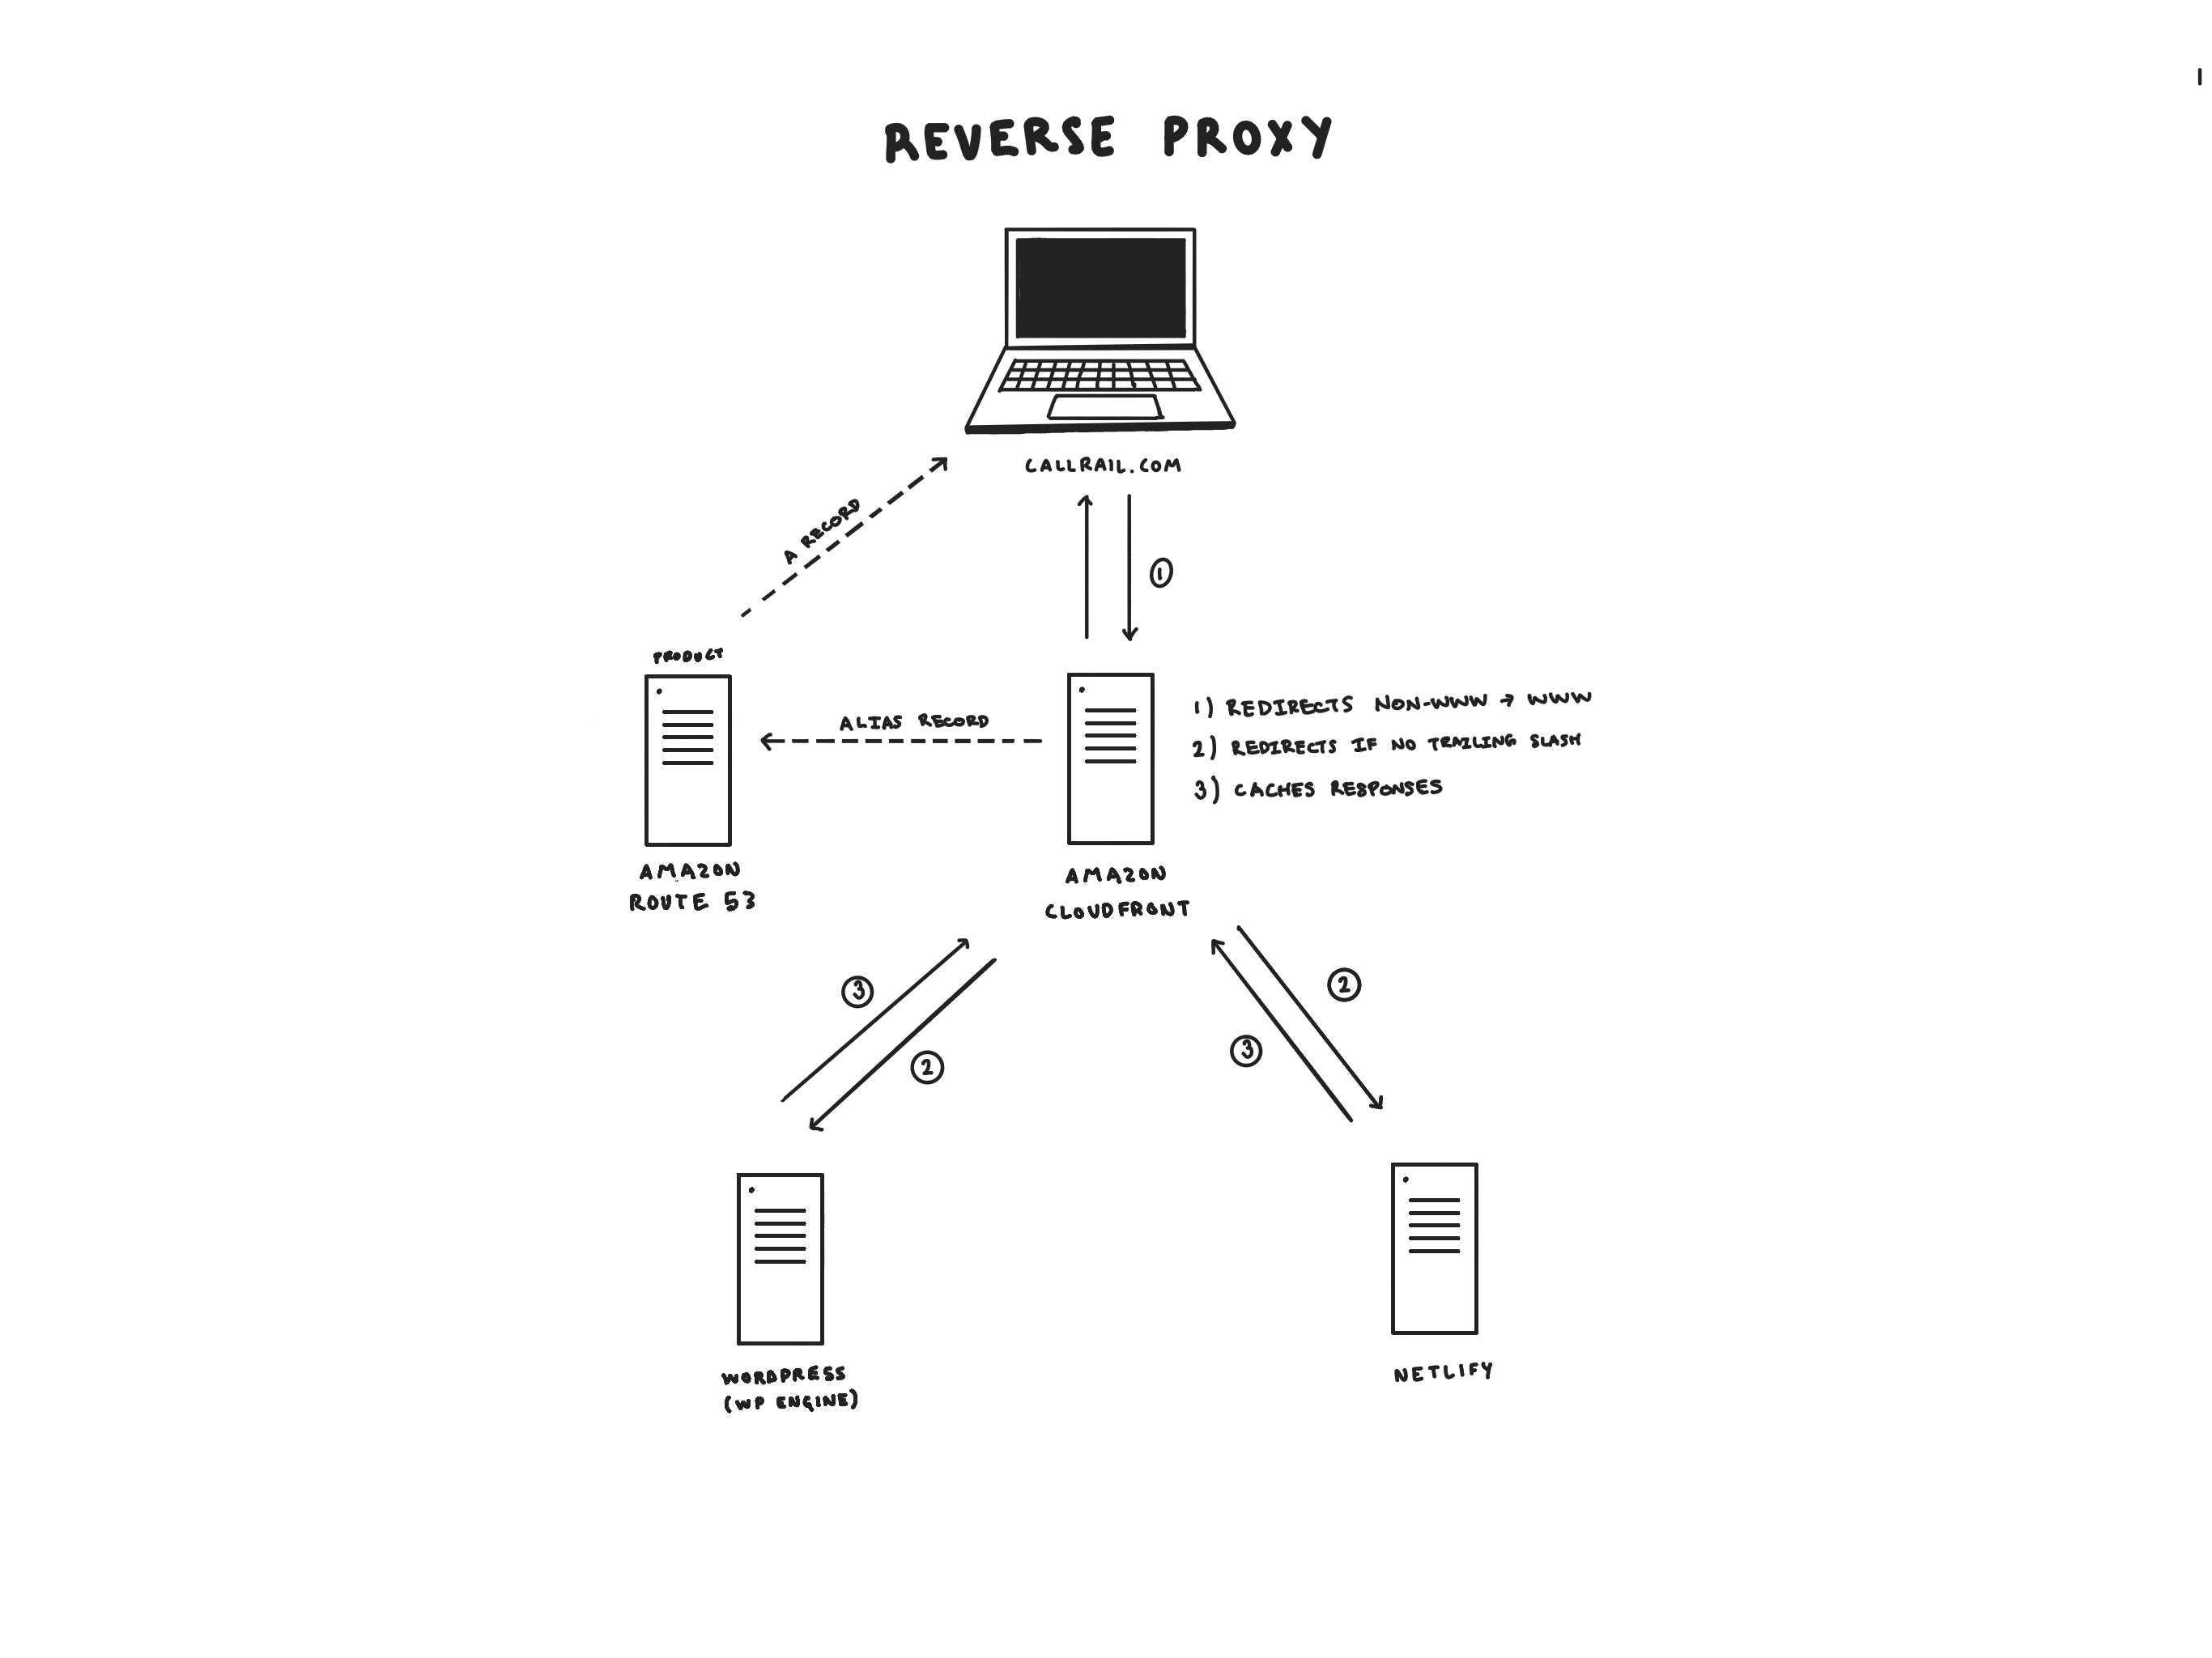 REVERSE PROXY
CALLRAIL.COM
A RECORD
1
PRODUCT
ALIAS RECORD
1) REDIRECTS NON-WWW → WWW
2) REDIRECTS IF NO TRAILING SLASH
3) CACHES RESPONSES
AMAZON
ROUTE 53
AMAZON
CLOUDFRONT
3
2
2
3
WORDPRESS
(WP ENGINE)
NETLIFY